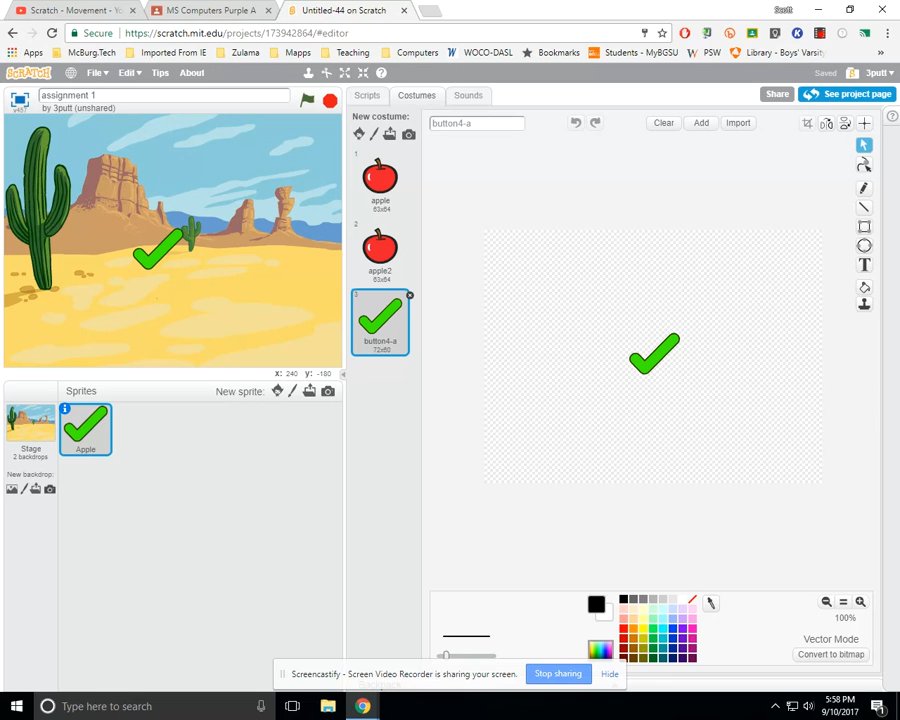 Scratch - Movement - You
MS Computers Purple A
Untitled-44 on Scratch
Scott
Secure
https://scratch.mit.edu/projects/173942864/#editor
Apps
McBurg.Tech
Imported From IE
Zulama
Mapps
Teaching
Computers
WOCO-DASL
Bookmarks
Students - MyBGSU
PSW
Library - Boys' Varsity
SCRATCH
File
Edit
Tips
About
Saved
3putt
v457
assignment 1
by 3putt (unshared)
Scripts
Costumes
Sounds
Share
See project page
New costume:
button4-a
Clear
Add
Import
1
apple
63x64
2
apple2
63x64
3
button4-a
72x60
x: 240 y: -180
Sprites
New sprite:
Stage
2 backdrops
Apple
New backdrop:
100%
Vector Mode
Convert to bitmap
Screencastify - Screen Video Recorder is sharing your screen.
Stop sharing
Hide
Type here to search
5:58 PM
9/10/2017